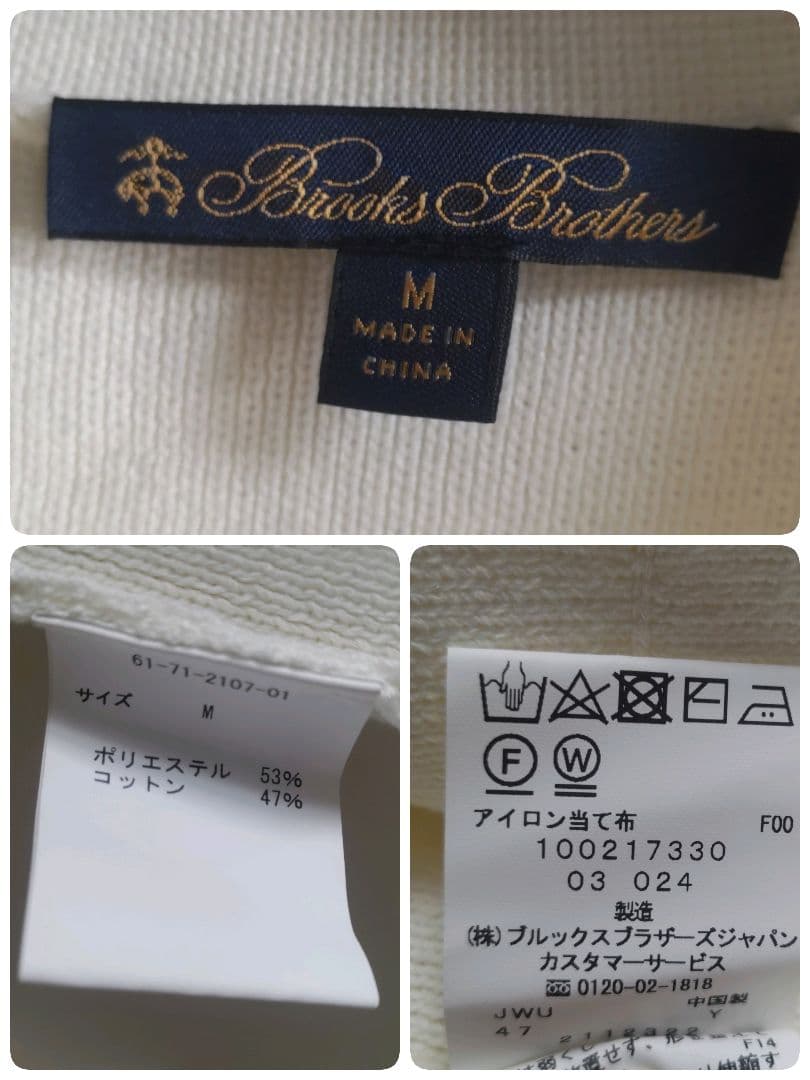 Brooks Brothers
M
MADE IN
CHINA
61-71-2107-01
サイズ M
ポリエステル 53%
コットン 47%
F W
アイロン当て布 F00
100217330
03 024
製造
(株)ブルックスブラザーズジャパン
カスタマーサービス
0120-02-1818
中国製
JWU Y
47
F14